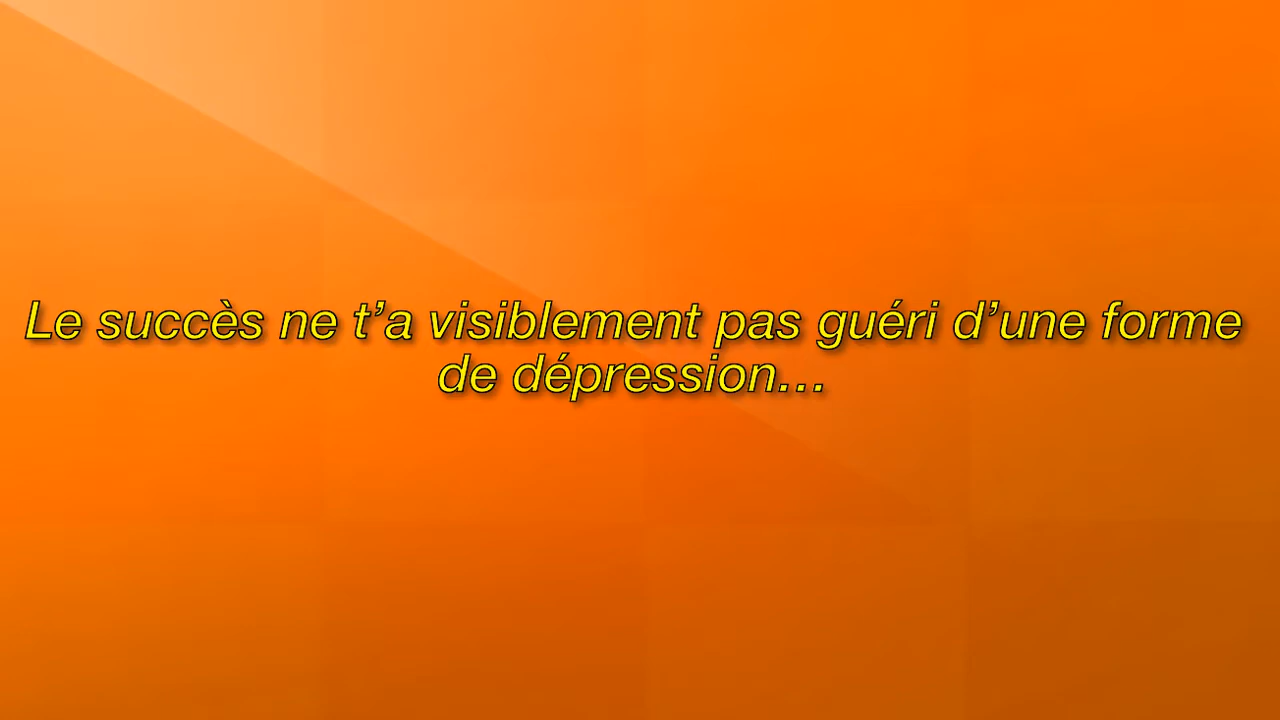 Le succès ne t’a visiblement pas guéri d’une forme
de dépression…